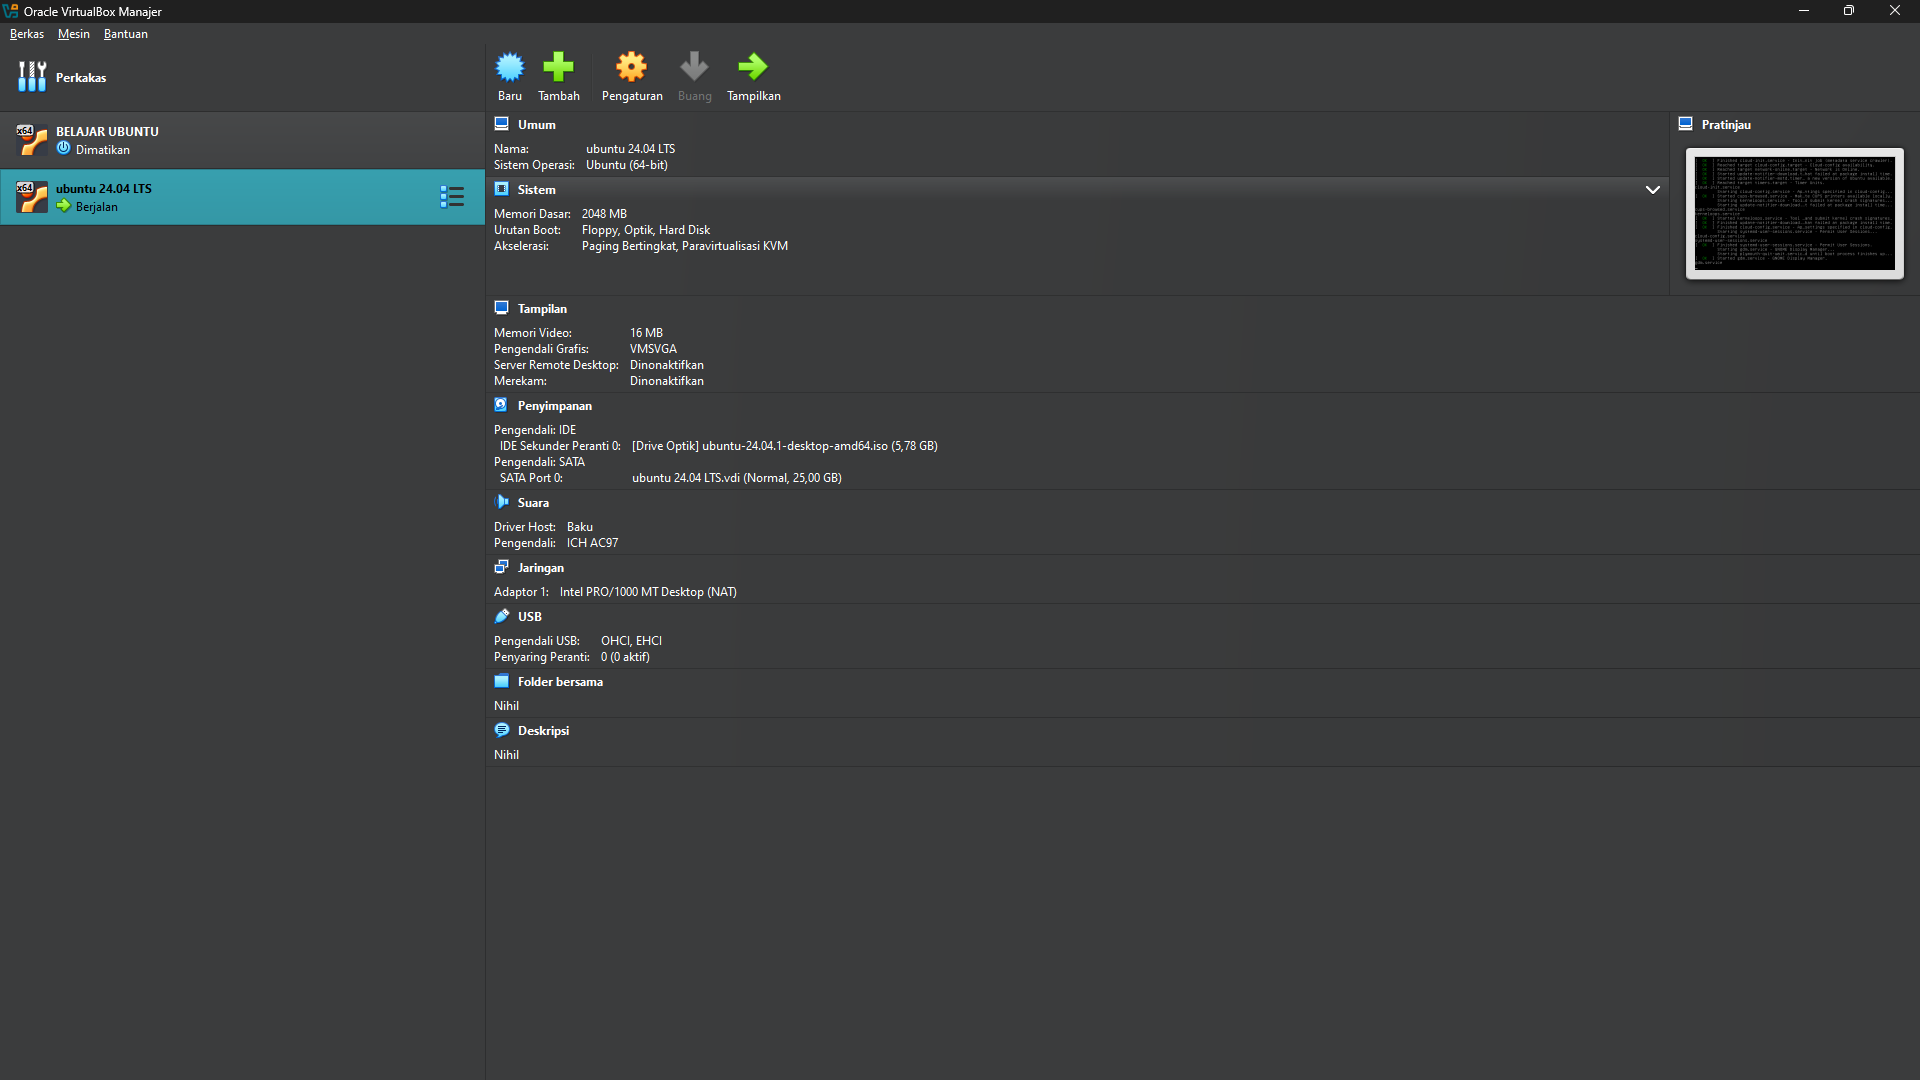 Oracle VirtualBox Manajer
Berkas Mesin Bantuan
Perkakas
Baru Tambah Pengaturan Buang Tampilkan
x64 BELAJAR UBUNTU
Dimatikan
x64 ubuntu 24.04 LTS
Berjalan
Umum
Nama: ubuntu 24.04 LTS
Sistem Operasi: Ubuntu (64-bit)
Sistem
Memori Dasar: 2048 MB
Urutan Boot: Floppy, Optik, Hard Disk
Akselerasi: Paging Bertingkat, Paravirtualisasi KVM
Pratinjau
Tampilan
Memori Video: 16 MB
Pengendali Grafis: VMSVGA
Server Remote Desktop: Dinonaktifkan
Merekam: Dinonaktifkan
Penyimpanan
Pengendali: IDE
IDE Sekunder Peranti 0: [Drive Optik] ubuntu-24.04.1-desktop-amd64.iso (5,78 GB)
Pengendali: SATA
SATA Port 0: ubuntu 24.04 LTS.vdi (Normal, 25,00 GB)
Suara
Driver Host: Baku
Pengendali: ICH AC97
Jaringan
Adaptor 1: Intel PRO/1000 MT Desktop (NAT)
USB
Pengendali USB: OHCI, EHCI
Penyaring Peranti: 0 (0 aktif)
Folder bersama
Nihil
Deskripsi
Nihil